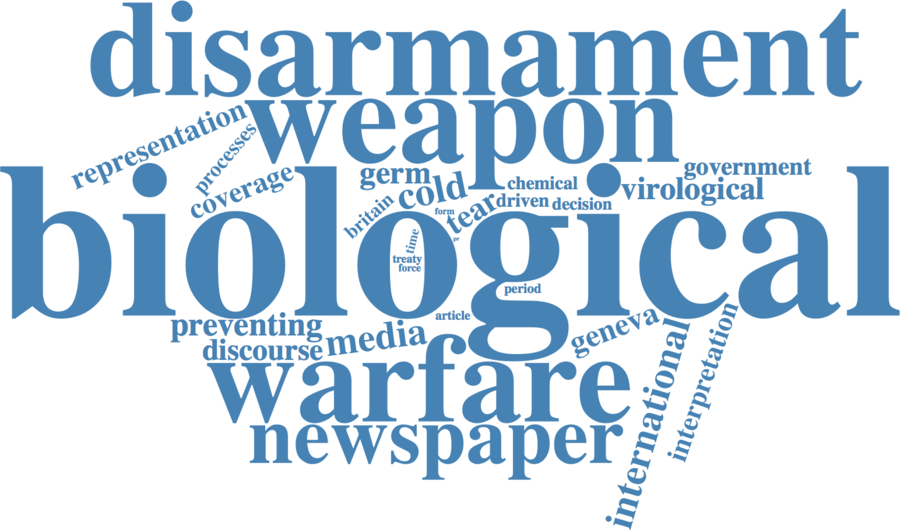 disarmament
weapon
representation
processes
coverage
germ
cold
chemical
government
virological
britain
form
tear
driven
decision
biological
time
pe
treaty
force
period
article
preventing
media
geneva
discourse
international
interpretation
warfare
newspaper